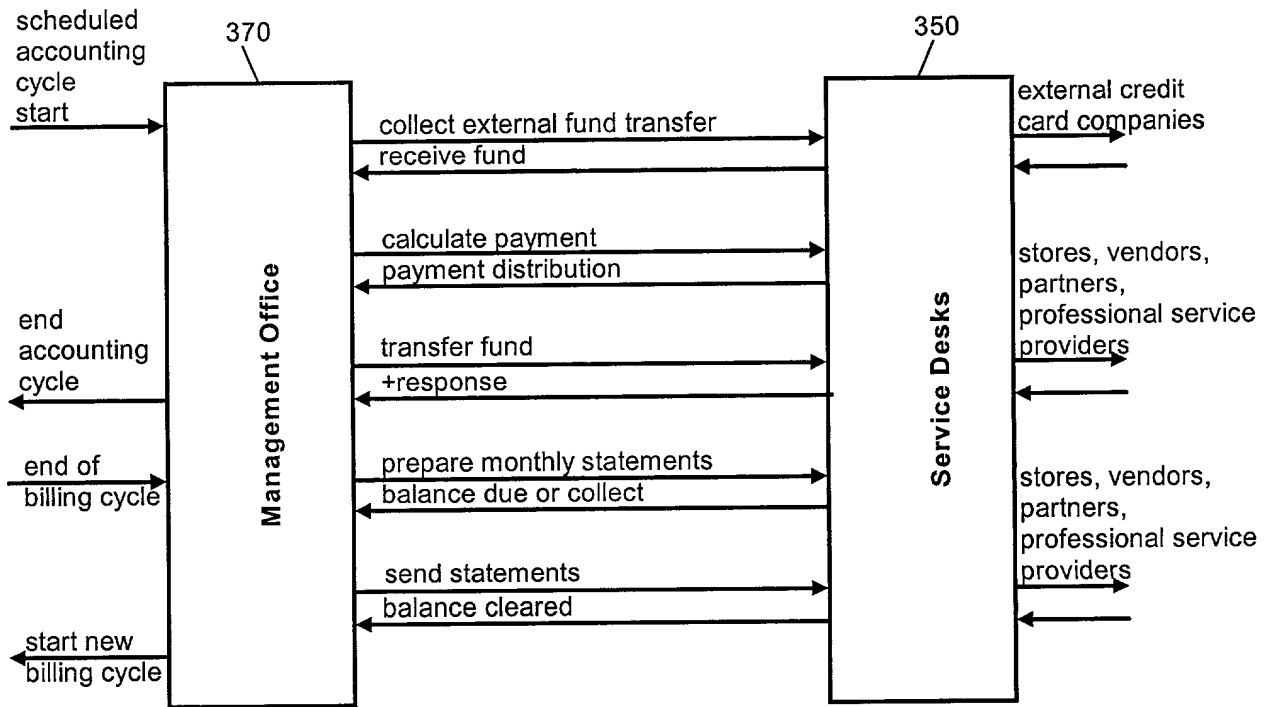 scheduled
accounting
cycle
start
370
350
external credit
card companies
collect external fund transfer
receive fund
calculate payment
payment distribution
stores, vendors,
partners,
professional service
providers
Management Office
Service Desks
end
accounting
cycle
transfer fund
+response
end of
billing cycle
prepare monthly statements
balance due or collect
stores, vendors,
partners,
professional service
providers
send statements
balance cleared
start new
billing cycle